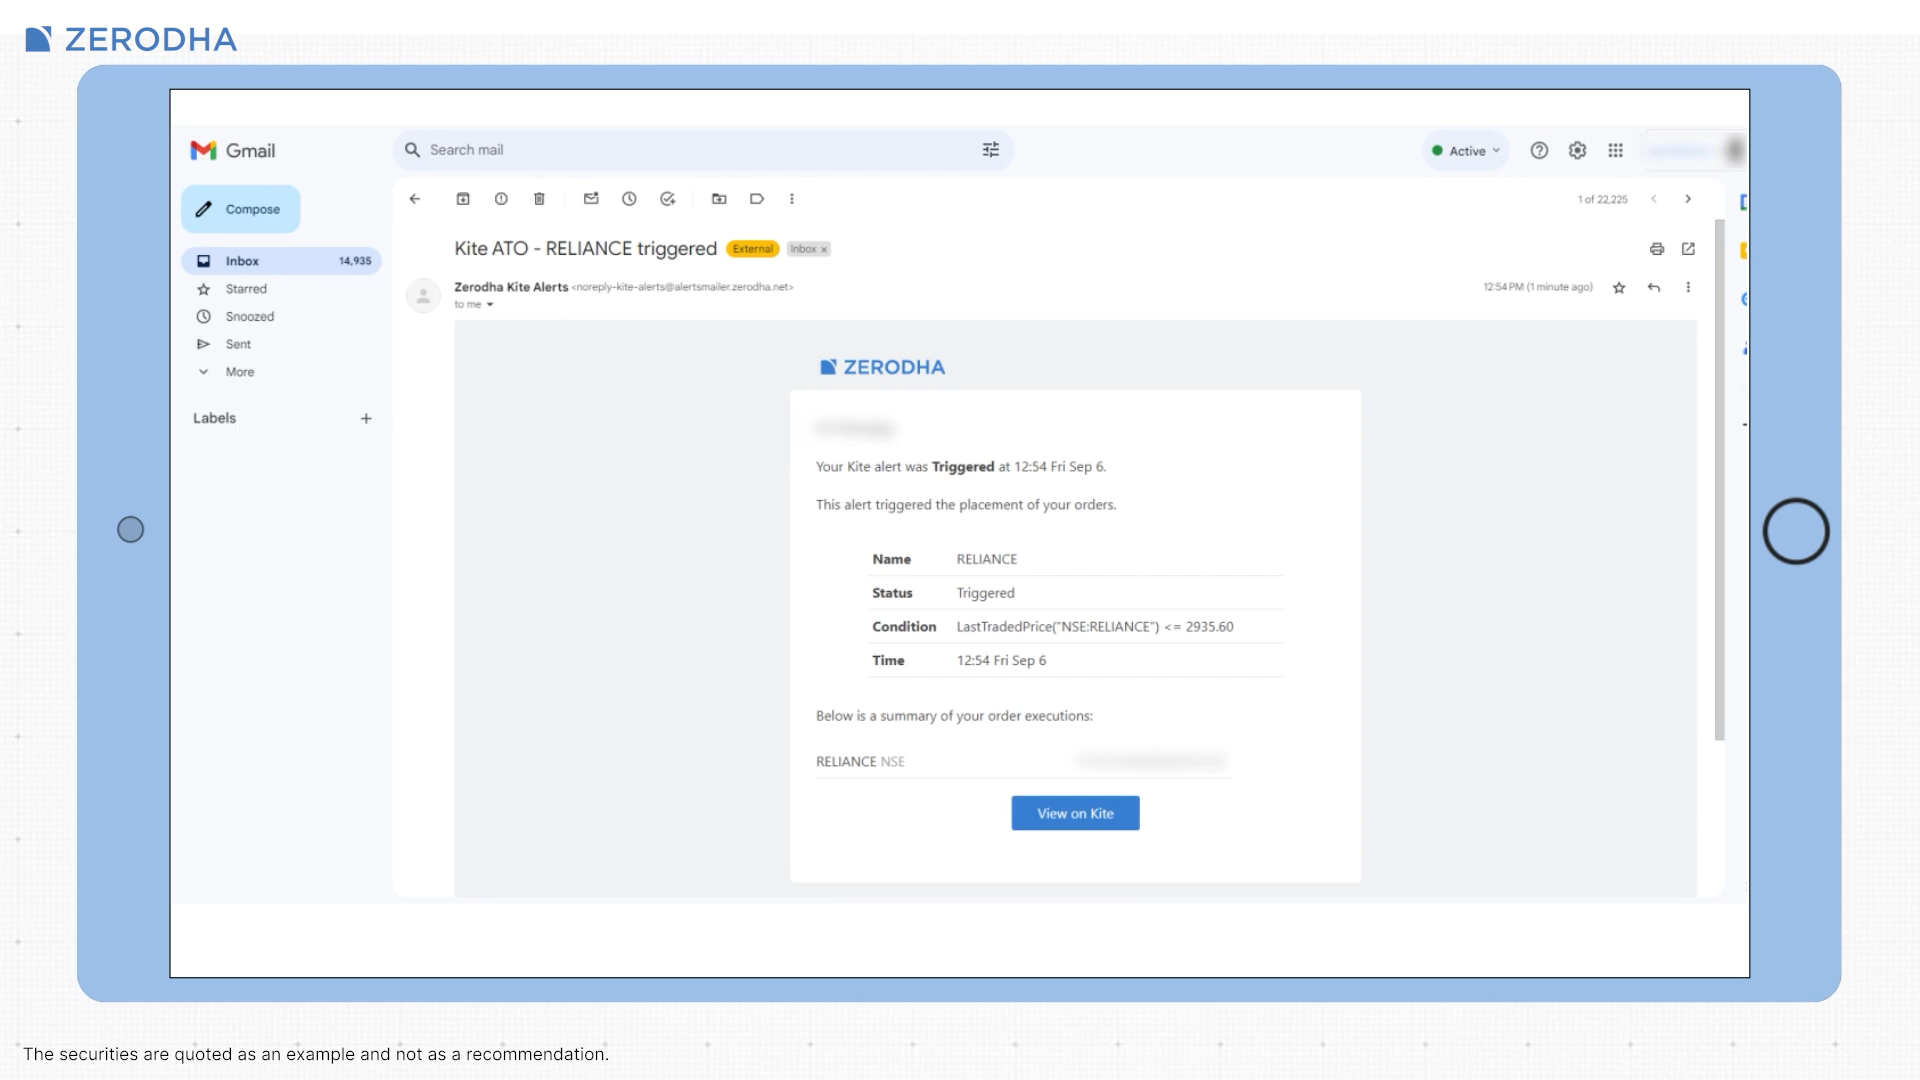 ZERODHA
Gmail
Search mail
Active
Compose
1 of 22,225
Inbox 14,935
Starred
Snoozed
Sent
More
Labels
Kite ATO - RELIANCE triggered External Inbox ×
Zerodha Kite Alerts <noreply-kite-alerts@alertsmailer.zerodha.net>
12:54 PM (1 minute ago)
to me
ZERODHA
Your Kite alert was Triggered at 12:54 Fri Sep 6.
This alert triggered the placement of your orders.
Name RELIANCE
Status Triggered
Condition LastTradedPrice("NSE:RELIANCE") <= 2935.60
Time 12:54 Fri Sep 6
Below is a summary of your order executions:
RELIANCE NSE
View on Kite
The securities are quoted as an example and not as a recommendation.